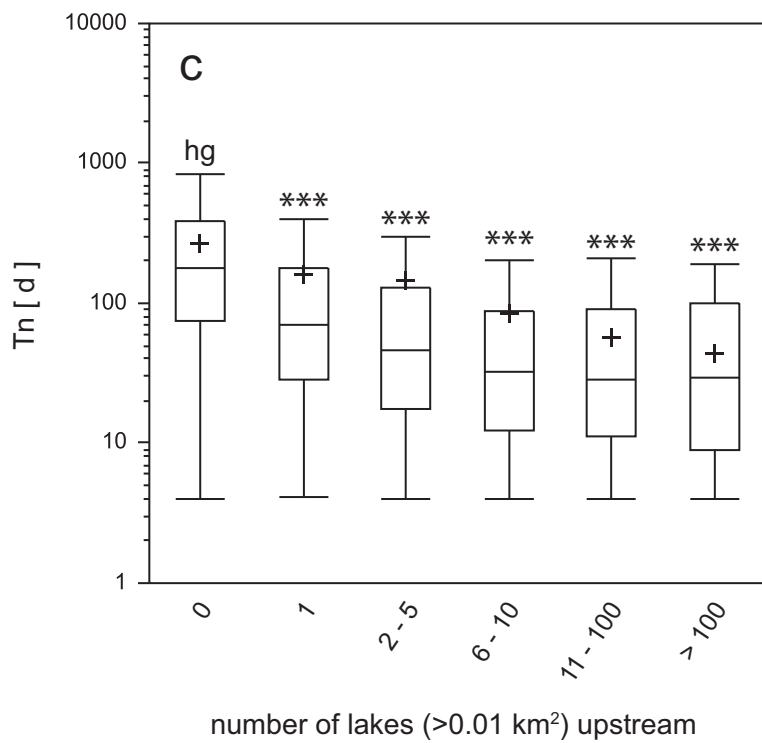 10000
C
1000
hg
***
***
***
***
***
Tn [ d ]
100
10
1
0
1
2 - 5
6 - 10
11 - 100
> 100
number of lakes (>0.01 km²) upstream